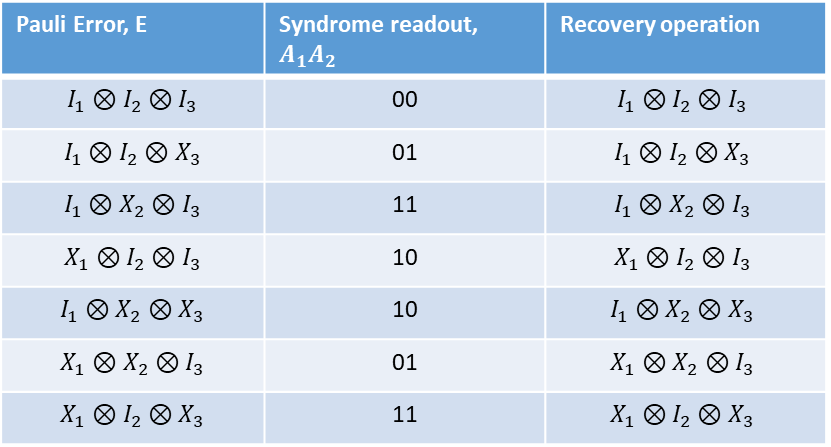 Pauli Error, E Syndrome readout, Recovery operation
A₁A₂
I₁ ⊗ I₂ ⊗ I₃ 00 I₁ ⊗ I₂ ⊗ I₃
I₁ ⊗ I₂ ⊗ X₃ 01 I₁ ⊗ I₂ ⊗ X₃
I₁ ⊗ X₂ ⊗ I₃ 11 I₁ ⊗ X₂ ⊗ I₃
X₁ ⊗ I₂ ⊗ I₃ 10 X₁ ⊗ I₂ ⊗ I₃
I₁ ⊗ X₂ ⊗ X₃ 10 I₁ ⊗ X₂ ⊗ X₃
X₁ ⊗ X₂ ⊗ I₃ 01 X₁ ⊗ X₂ ⊗ I₃
X₁ ⊗ I₂ ⊗ X₃ 11 X₁ ⊗ I₂ ⊗ X₃